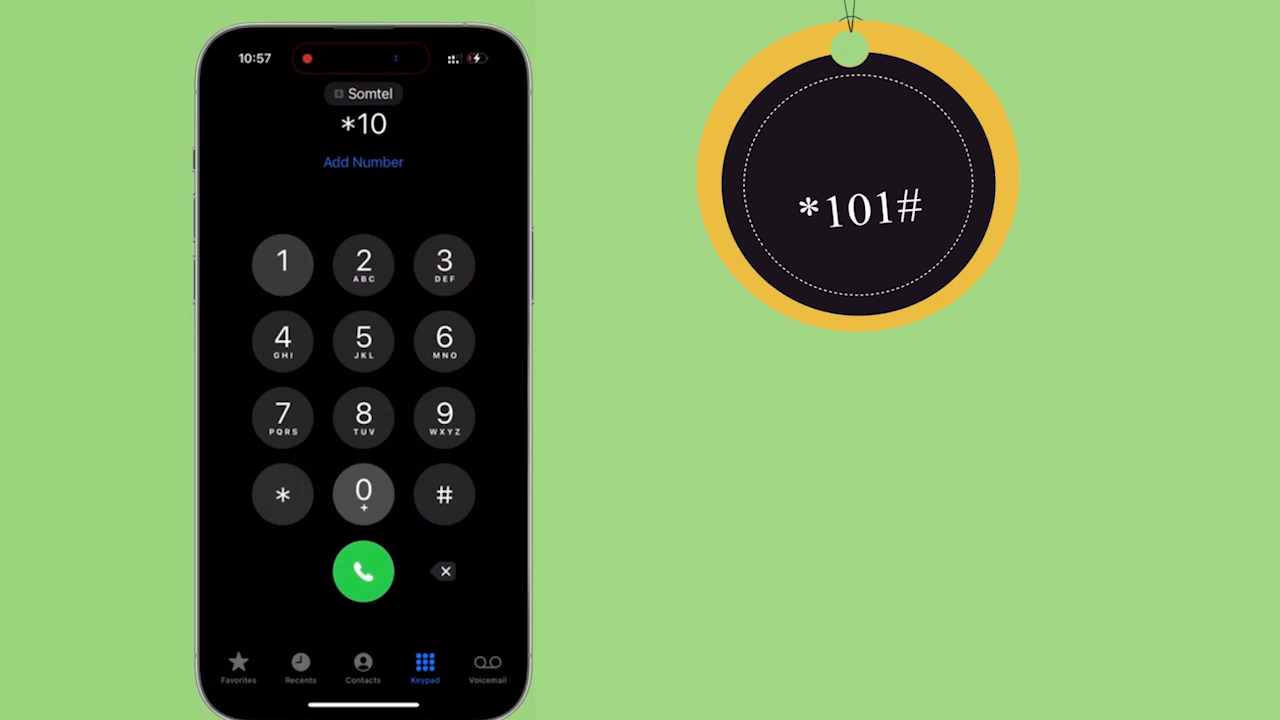 10:57
Somtel
*10
Add Number
1
2
ABC
3
DEF
4
GHI
5
JKL
6
MNO
7
PQRS
8
TUV
9
WXYZ
*
0
+
#
Favorites
Recents
Contacts
Keypad
Voicemail
*101#